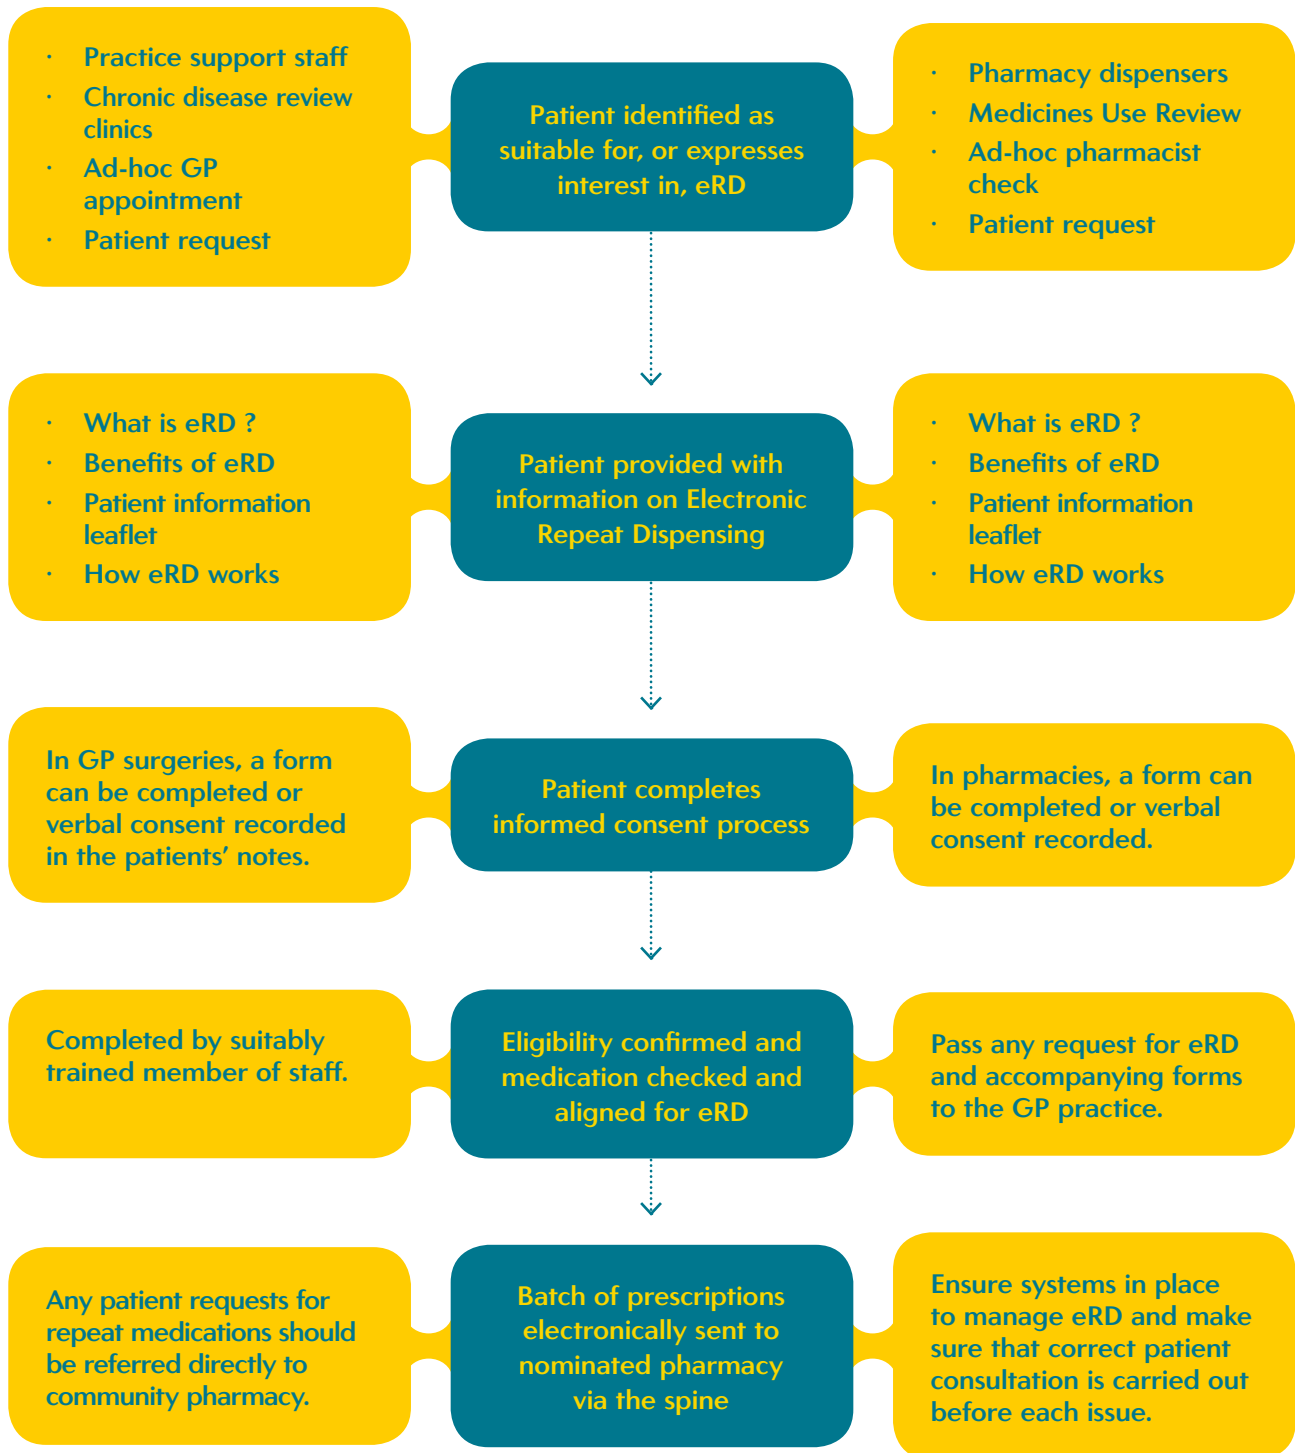 · Practice support staff
· Chronic disease review
clinics
· Ad-hoc GP
appointment
· Patient request
Patient identified as
suitable for, or expresses
interest in, eRD
· Pharmacy dispensers
· Medicines Use Review
· Ad-hoc pharmacist
check
· Patient request
· What is eRD ?
· Benefits of eRD
· Patient information
leaflet
· How eRD works
Patient provided with
information on Electronic
Repeat Dispensing
· What is eRD ?
· Benefits of eRD
· Patient information
leaflet
· How eRD works
In GP surgeries, a form
can be completed or
verbal consent recorded
in the patients’ notes.
Patient completes
informed consent process
In pharmacies, a form can
be completed or verbal
consent recorded.
Completed by suitably
trained member of staff.
Eligibility confirmed and
medication checked and
aligned for eRD
Pass any request for eRD
and accompanying forms
to the GP practice.
Any patient requests for
repeat medications should
be referred directly to
community pharmacy.
Batch of prescriptions
electronically sent to
nominated pharmacy
via the spine
Ensure systems in place
to manage eRD and make
sure that correct patient
consultation is carried out
before each issue.